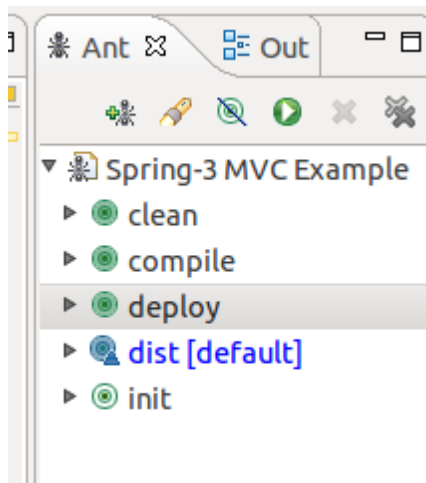 Ant Out
Spring-3 MVC Example
clean
compile
deploy
dist [default]
init